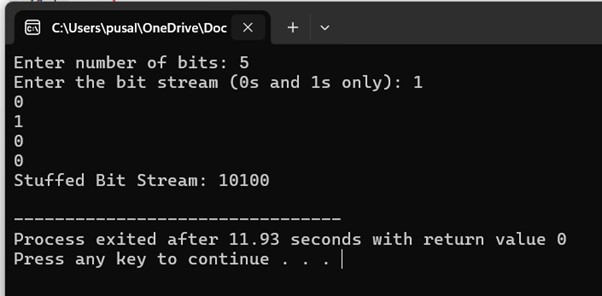 C:\Users\pusal\OneDrive\Doc
Enter number of bits: 5
Enter the bit stream (0s and 1s only): 1
0
1
0
0
Stuffed Bit Stream: 10100
--------------------------------
Process exited after 11.93 seconds with return value 0
Press any key to continue . . .